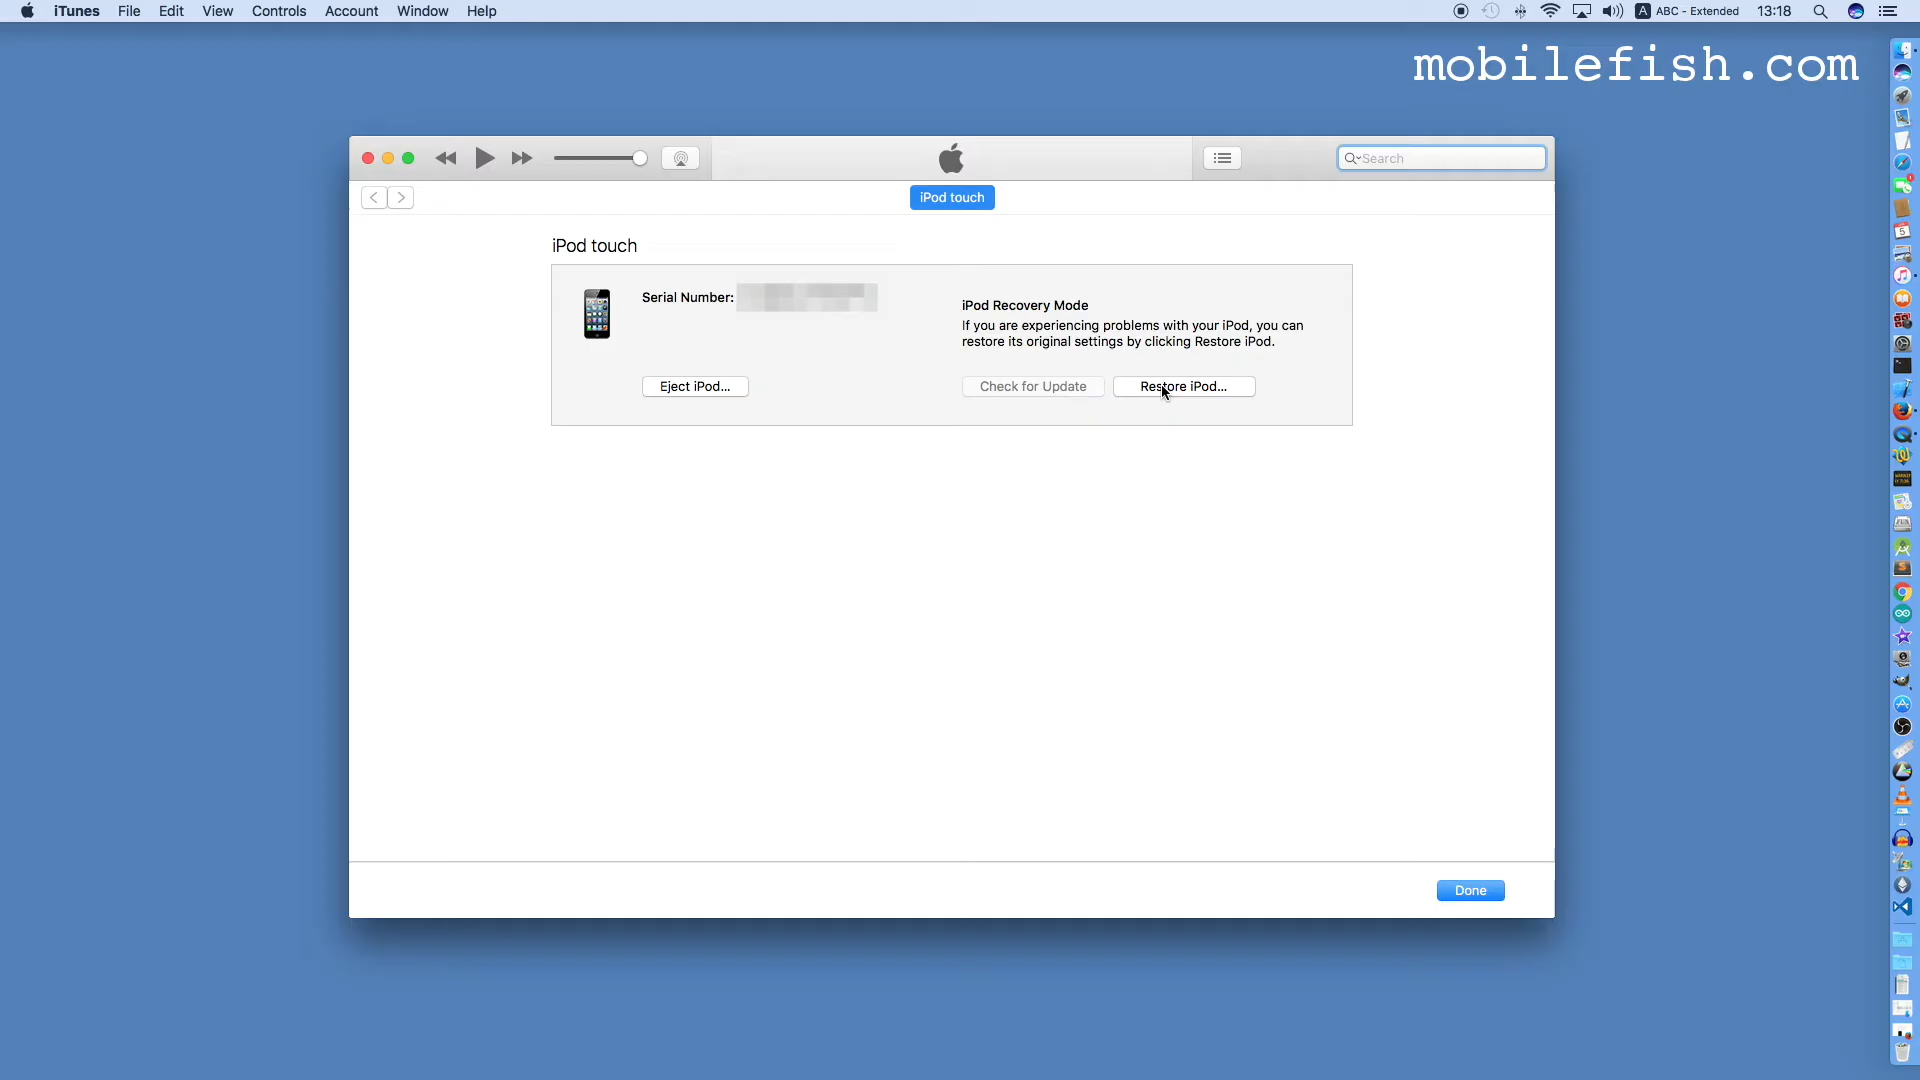 iTunes File Edit View Controls Account Window Help
A ABC - Extended 13:18
mobilefish.com
Search
iPod touch
iPod touch
Serial Number:
iPod Recovery Mode
If you are experiencing problems with your iPod, you can
restore its original settings by clicking Restore iPod.
Eject iPod...
Check for Update
Restore iPod...
Done